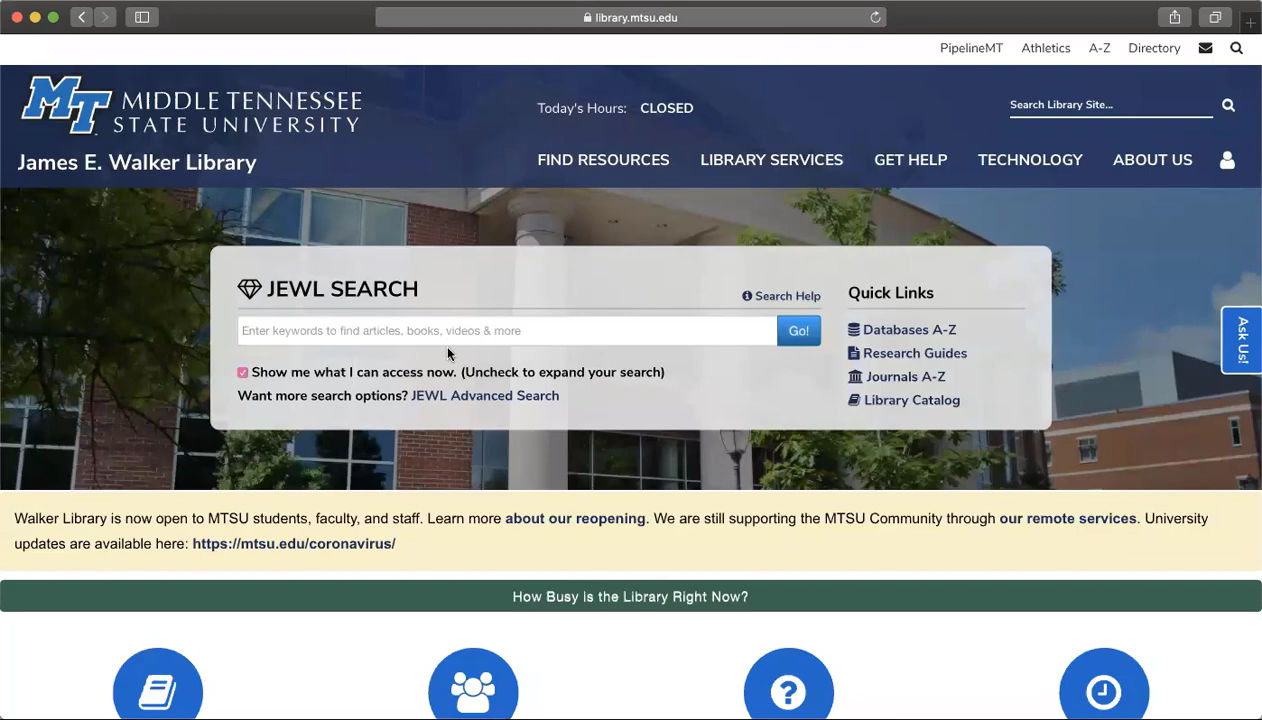 library.mtsu.edu
PipelineMT Athletics A-Z Directory
MT MIDDLE TENNESSEE
STATE UNIVERSITY
James E. Walker Library
Today's Hours: CLOSED
Search Library Site...
FIND RESOURCES LIBRARY SERVICES GET HELP TECHNOLOGY ABOUT US
JEWL SEARCH
Search Help
Enter keywords to find articles, books, videos & more
Go!
Show me what I can access now. (Uncheck to expand your search)
Want more search options? JEWL Advanced Search
Quick Links
Databases A-Z
Research Guides
Journals A-Z
Library Catalog
Ask Us!
Walker Library is now open to MTSU students, faculty, and staff. Learn more about our reopening. We are still supporting the MTSU Community through our remote services. University
updates are available here: https://mtsu.edu/coronavirus/
How Busy is the Library Right Now?